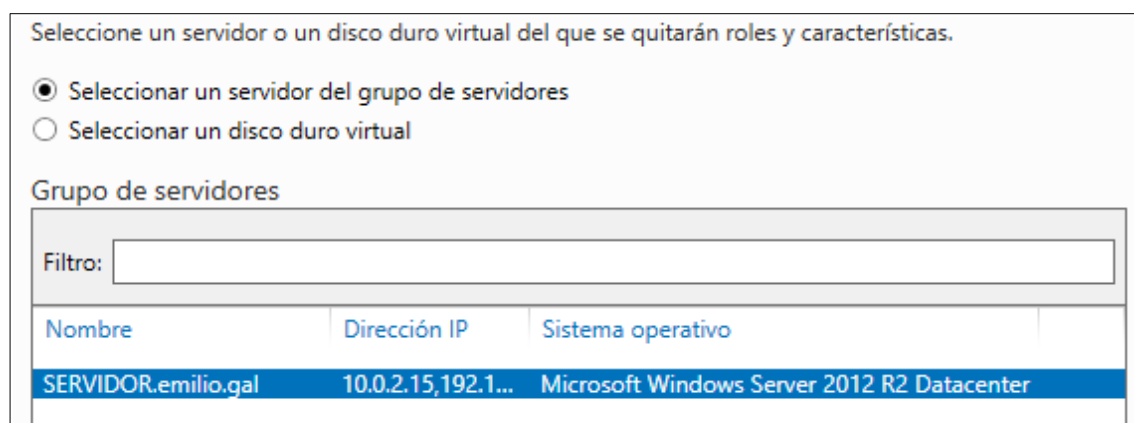 Seleccione un servidor o un disco duro virtual del que se quitarán roles y características.
Seleccionar un servidor del grupo de servidores
Seleccionar un disco duro virtual
Grupo de servidores
Filtro:
Nombre Dirección IP Sistema operativo
SERVIDOR.emilio.gal 10.0.2.15,192.1... Microsoft Windows Server 2012 R2 Datacenter